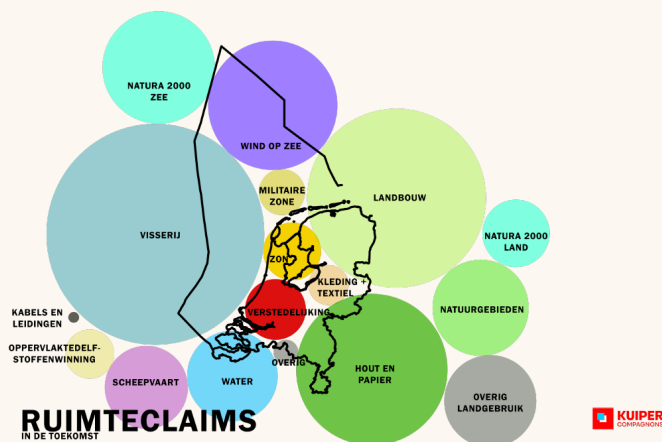 NATURA 2000
ZEE
WIND OP ZEE
MILITAIRE
ZONE
LANDBOUW
VISSERIJ
NATURA 2000
LAND
ZON
KLEDING +
TEXTIEL
KABELS EN
LEIDINGEN
VERSTEDELIJKING
NATUURGEBIEDEN
OPPERVLAKTEDELF-
STOFFENWINNING
OVERIG
SCHEEPVAART
WATER
HOUT EN
PAPIER
OVERIG
LANDGEBRUIK
RUIMTECLAIMS
IN DE TOEKOMST
KUIPER
COMPAGNONS